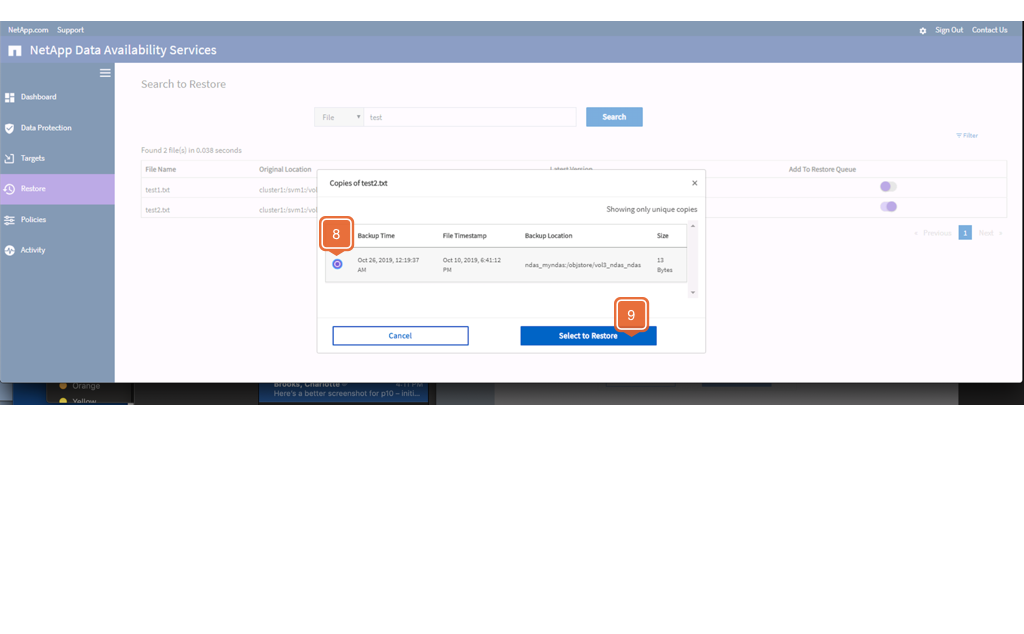 NetApp.com Support Sign Out Contact Us
NetApp Data Availability Services
Dashboard
Data Protection
Targets
Restore
Policies
Activity
Search to Restore
File test Search
Filter
Found 2 file(s) in 0.038 seconds
File Name Original Location Latest Version Add To Restore Queue
test1.txt cluster1:/svm1:/vol
test2.txt cluster1:/svm1:/vol
« Previous 1 Next »
Copies of test2.txt ×
Showing only unique copies
8
Backup Time File Timestamp Backup Location Size
Oct 26, 2019, 12:19:37 AM
Oct 10, 2019, 6:41:12 PM
ndas_myndas:/objstore/vol3_ndas_ndas
13 Bytes
9
Cancel Select to Restore
Orange
Yellow
Brooks, Charlotte 4:11 PM
Here's a better screenshot for p10 – initi...